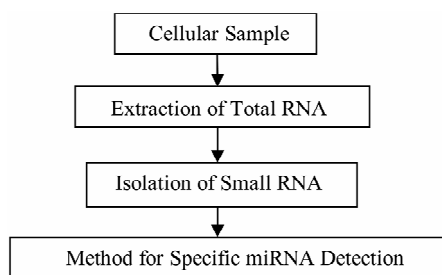 Cellular Sample
Extraction of Total RNA
Isolation of Small RNA
Method for Specific miRNA Detection